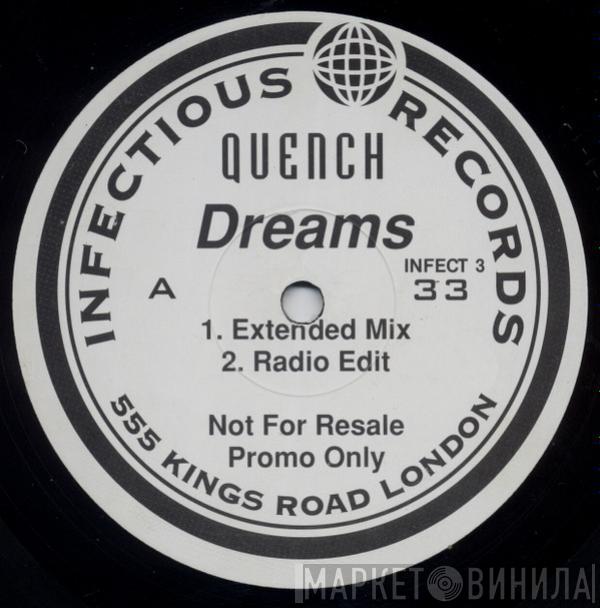 INFECTIOUS RECORDS
QUENCH
Dreams
INFECT 3
A
33
1. Extended Mix
2. Radio Edit
Not For Resale
Promo Only
555 KINGS ROAD LONDON
МАРКЕТ ВИНИЛА